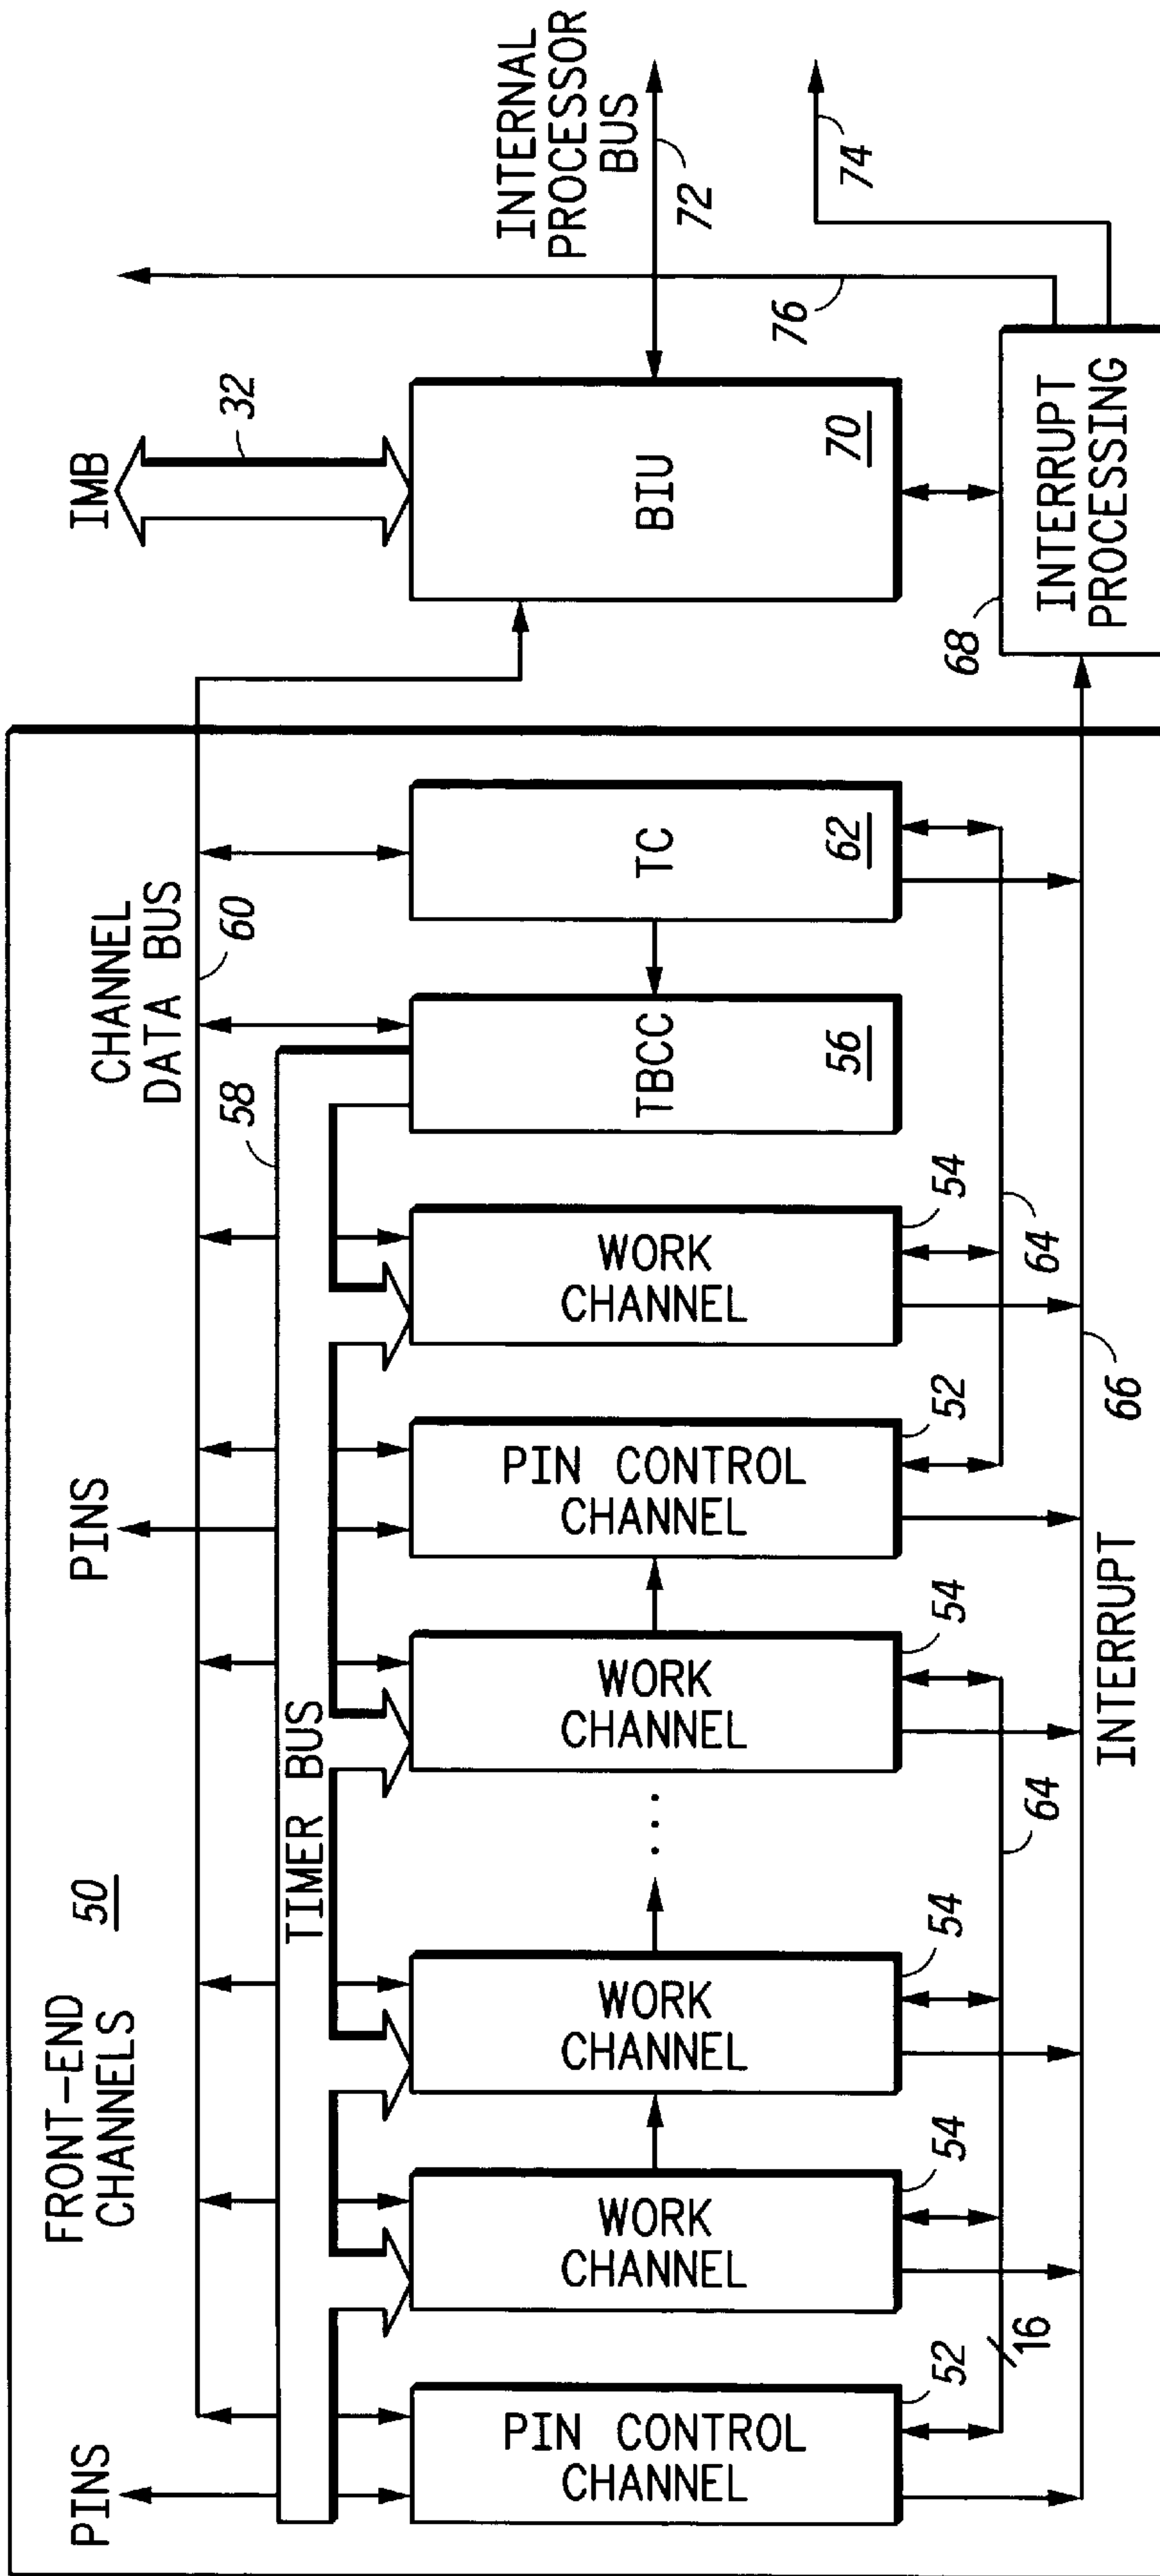 FRONT-END
CHANNELS
50
PINS
PINS
CHANNEL
DATA BUS
60
58
TIMER BUS
IMB
32
INTERNAL
PROCESSOR
BUS
72
74
76
PIN CONTROL
CHANNEL
52
WORK
CHANNEL
54
WORK
CHANNEL
54
...
WORK
CHANNEL
54
PIN CONTROL
CHANNEL
52
WORK
CHANNEL
54
TBCC
56
TC
62
BIU
70
16
64
64
INTERRUPT
66
68
INTERRUPT
PROCESSING